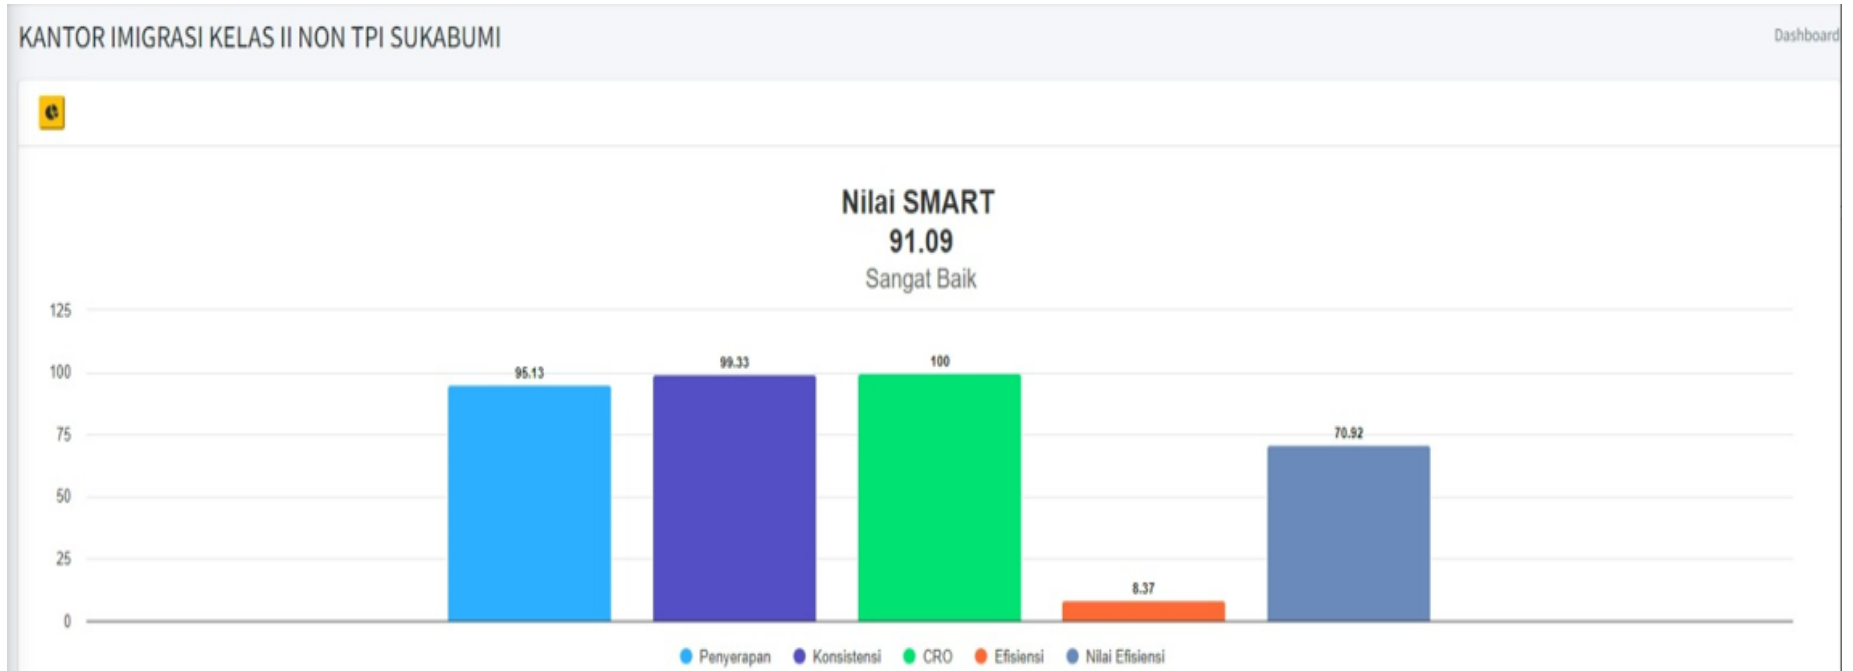 KANTOR IMIGRASI KELAS II NON TPI SUKABUMI
Dashboard
Nilai SMART
91.09
Sangat Baik
125
100
75
50
25
0
95.13
99.33
100
8.37
70.92
Penyerapan Konsistensi CRO Efisiensi Nilai Efisiensi